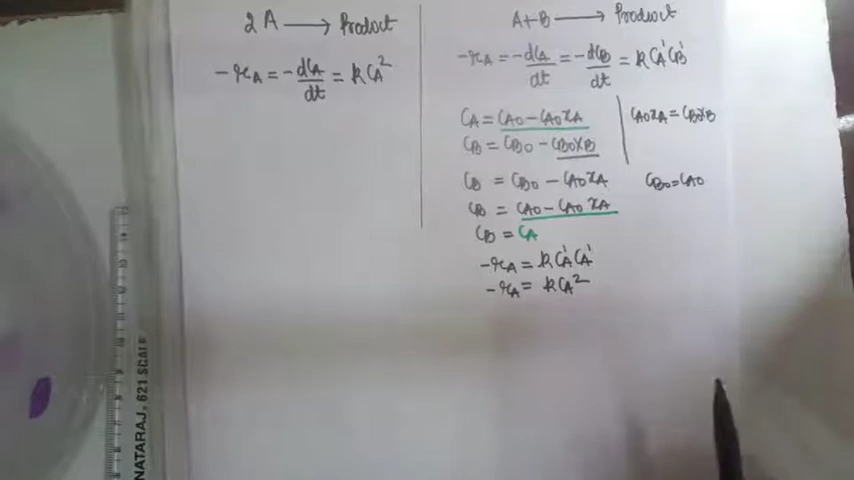 2A ⟶ Product
-rA = -dCA/dt = kCA²
A+B ⟶ Product
-rA = -dCA/dt = -dCB/dt = kCA¹CB¹
CA = CA0 - CA0XA
CA0XA = CB0XB
CB = CB0 - CB0XB
CB = CB0 - CA0XA
CB0 = CA0
CB = CA0 - CA0XA
CB = CA
-rA = kCA¹CA¹
-rA = kCA²
NATARAJ. 621 SCALE